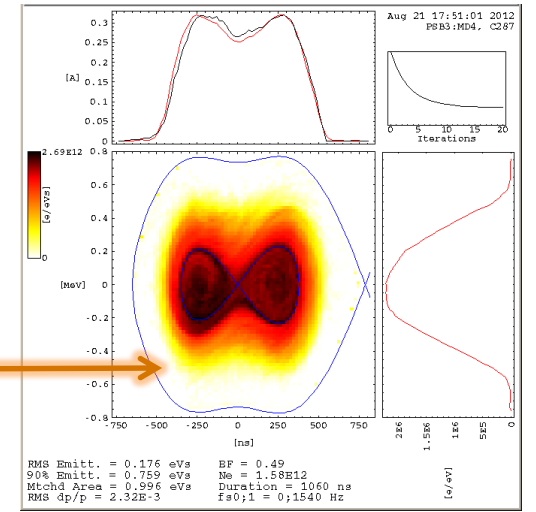 Aug 21 17:51:01 2012
PSB3:MD4, C287
0.3
0.25
0.2
[A]
0.15
0.1
0.05
0
0 5 10 15 20
Iterations
2.69E12
[e/eVs]
0
0.8
0.6
0.4
0.2
[MeV]
0
-0.2
-0.4
-0.6
-0.8
-750 -500 -250 0 250 500 750
[ns]
2E6
1.5E6
1E6
5E5
0
[e/eV]
RMS Emitt. = 0.176 eVs BF = 0.49
90% Emitt. = 0.759 eVs Ne = 1.58E12
Mtchd Area = 0.996 eVs Duration = 1060 ns
RMS dp/p = 2.32E-3 fs0;1 = 0;1540 Hz